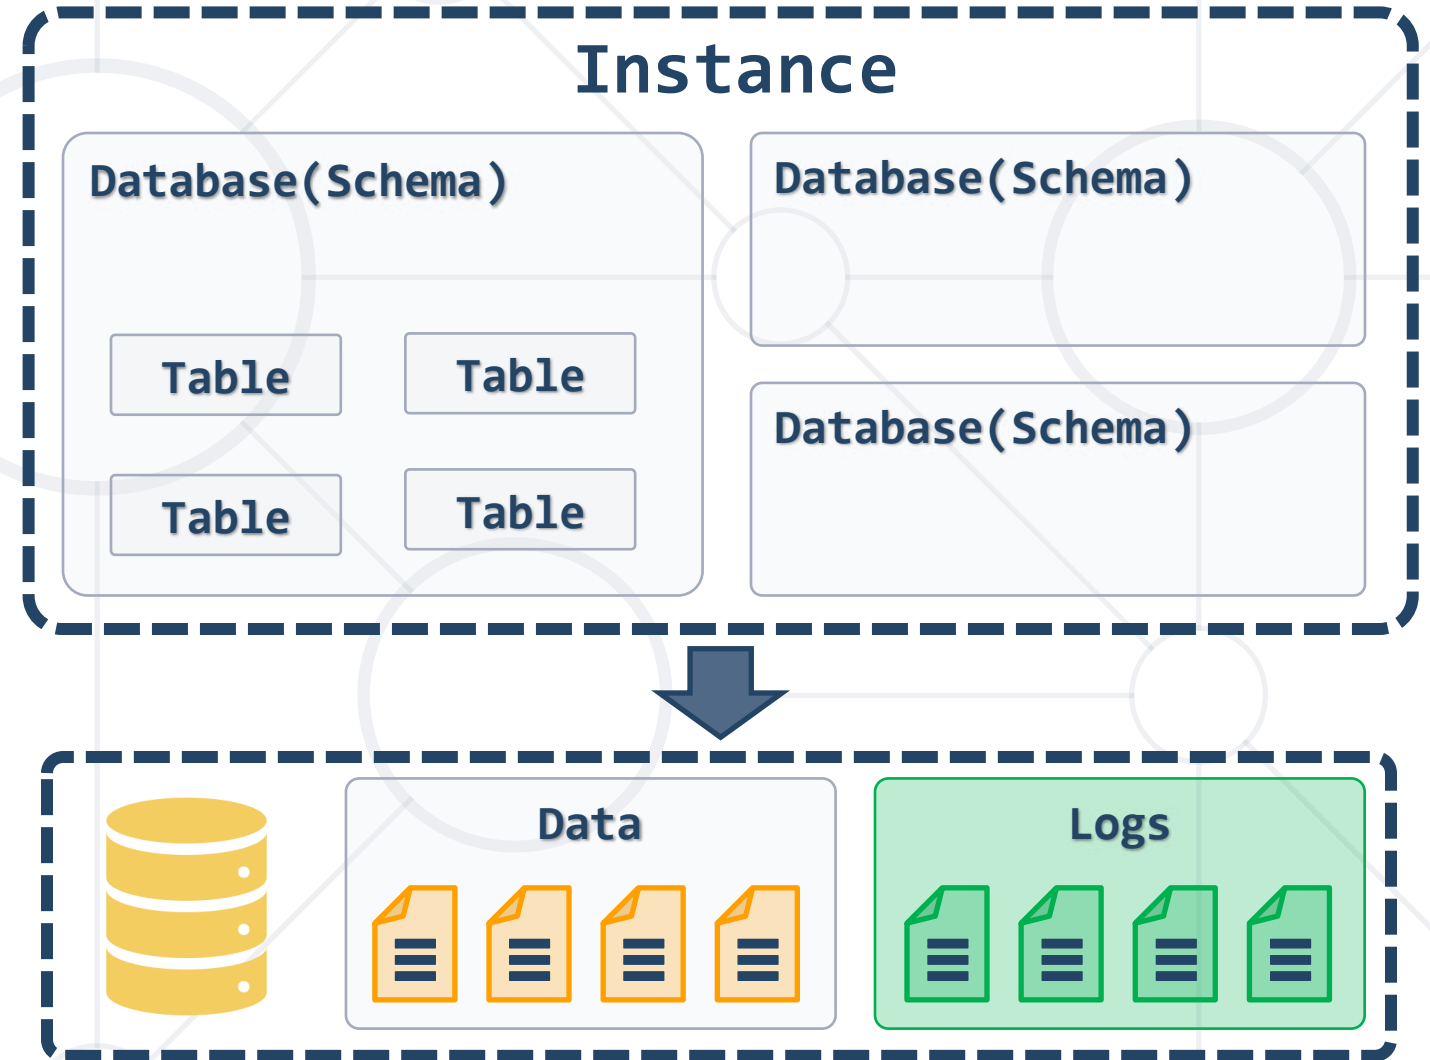 Instance
Database(Schema)
Table
Table
Table
Table
Database(Schema)
Database(Schema)
Data
Logs